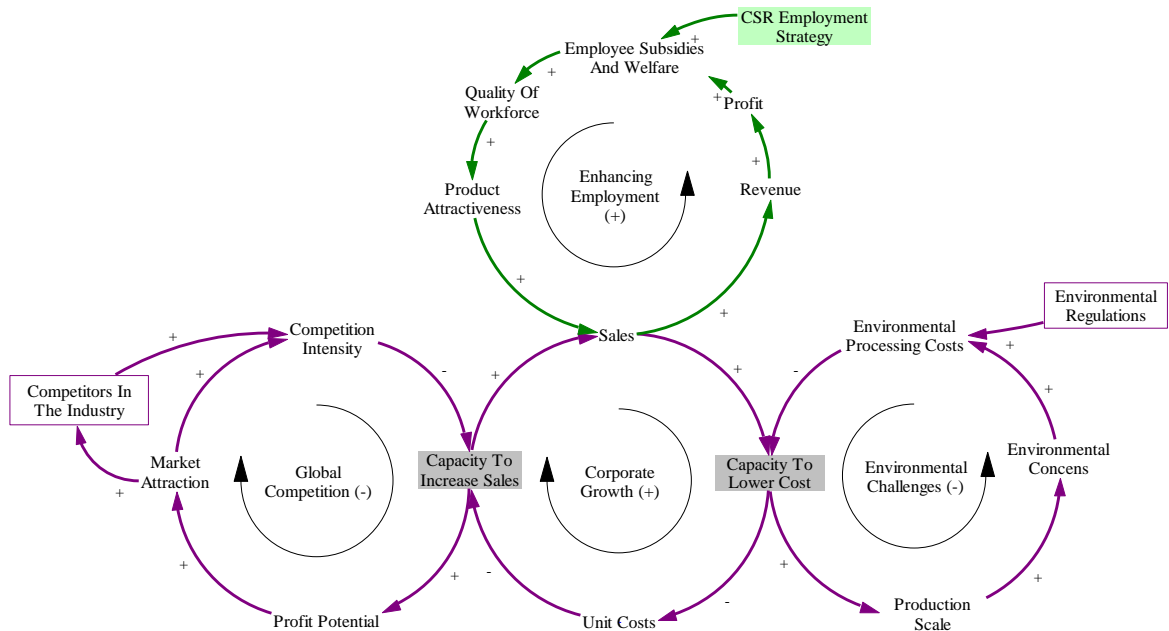 CSR Employment
Strategy
+
Employee Subsidies
And Welfare
+
+
Quality Of
Workforce
Profit
+
+
Enhancing
Employment
(+)
+
Product
Attractiveness
Revenue
+
+
Sales
Competition
Intensity
+
Environmental
Processing Costs
+
Environmental
Regulations
+
Competitors In
The Industry
+
-
+
+
-
+
Market
Attraction
+
Global
Competition (-)
Capacity To
Increase Sales
Corporate
Growth (+)
Capacity To
Lower Cost
Environmental
Challenges (-)
Environmental
Concens
+
+
-
-
+
+
Profit Potential
Unit Costs
Production
Scale